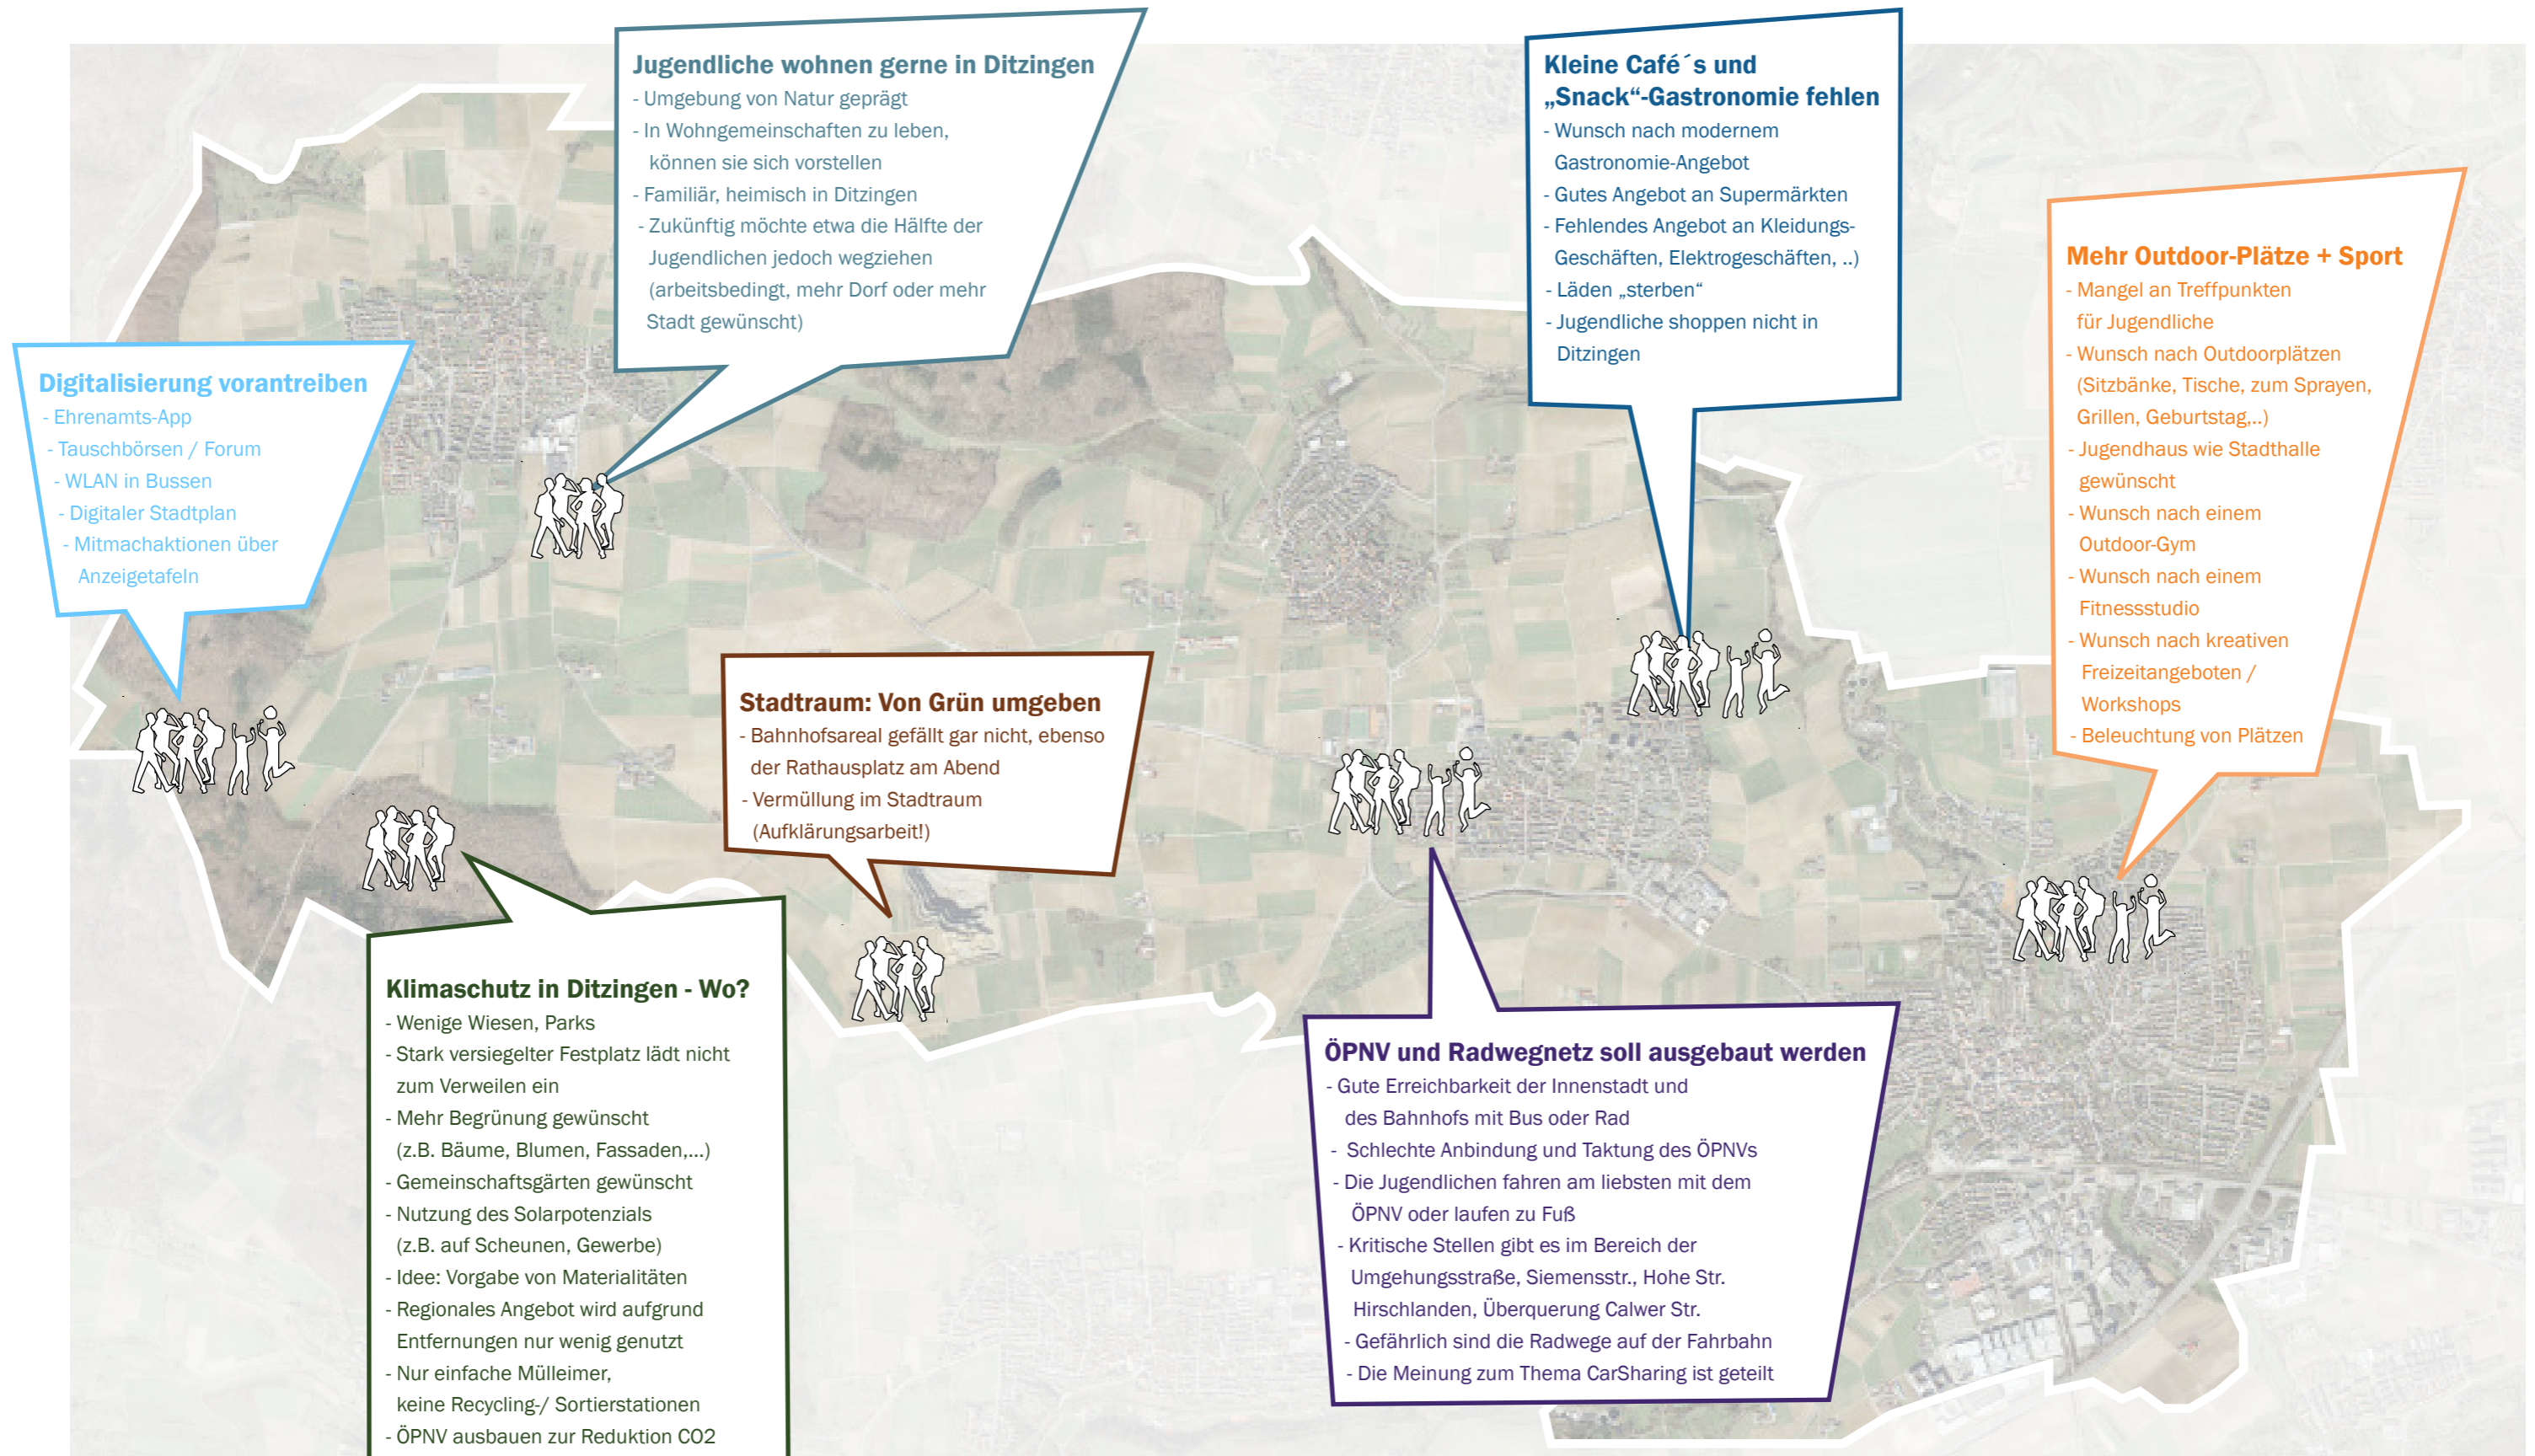 Jugendliche wohnen gerne in Ditzingen
- Umgebung von Natur geprägt
- In Wohngemeinschaften zu leben,
können sie sich vorstellen
- Familiär, heimisch in Ditzingen
- Zukünftig möchte etwa die Hälfte der
Jugendlichen jedoch wegziehen
(arbeitsbedingt, mehr Dorf oder mehr
Stadt gewünscht)
Kleine Café´s und
„Snack“-Gastronomie fehlen
- Wunsch nach modernem
Gastronomie-Angebot
- Gutes Angebot an Supermärkten
- Fehlendes Angebot an Kleidungs-
Geschäften, Elektrogeschäften, ..)
- Läden „sterben“
- Jugendliche shoppen nicht in
Ditzingen
Mehr Outdoor-Plätze + Sport
- Mangel an Treffpunkten
für Jugendliche
- Wunsch nach Outdoorplätzen
(Sitzbänke, Tische, zum Sprayen,
Grillen, Geburtstag,..)
- Jugendhaus wie Stadthalle
gewünscht
- Wunsch nach einem
Outdoor-Gym
- Wunsch nach einem
Fitnessstudio
- Wunsch nach kreativen
Freizeitangeboten /
Workshops
- Beleuchtung von Plätzen
Digitalisierung vorantreiben
- Ehrenamts-App
- Tauschbörsen / Forum
- WLAN in Bussen
- Digitaler Stadtplan
- Mitmachaktionen über
Anzeigetafeln
Stadtraum: Von Grün umgeben
- Bahnhofsareal gefällt gar nicht, ebenso
der Rathausplatz am Abend
- Vermüllung im Stadtraum
(Aufklärungsarbeit!)
Klimaschutz in Ditzingen - Wo?
- Wenige Wiesen, Parks
- Stark versiegelter Festplatz lädt nicht
zum Verweilen ein
- Mehr Begrünung gewünscht
(z.B. Bäume, Blumen, Fassaden,...)
- Gemeinschaftsgärten gewünscht
- Nutzung des Solarpotenzials
(z.B. auf Scheunen, Gewerbe)
- Idee: Vorgabe von Materialitäten
- Regionales Angebot wird aufgrund
Entfernungen nur wenig genutzt
- Nur einfache Mülleimer,
keine Recycling-/ Sortierstationen
- ÖPNV ausbauen zur Reduktion CO2
ÖPNV und Radwegnetz soll ausgebaut werden
- Gute Erreichbarkeit der Innenstadt und
des Bahnhofs mit Bus oder Rad
- Schlechte Anbindung und Taktung des ÖPNVs
- Die Jugendlichen fahren am liebsten mit dem
ÖPNV oder laufen zu Fuß
- Kritische Stellen gibt es im Bereich der
Umgehungsstraße, Siemensstr., Hohe Str.
Hirschlanden, Überquerung Calwer Str.
- Gefährlich sind die Radwege auf der Fahrbahn
- Die Meinung zum Thema CarSharing ist geteilt